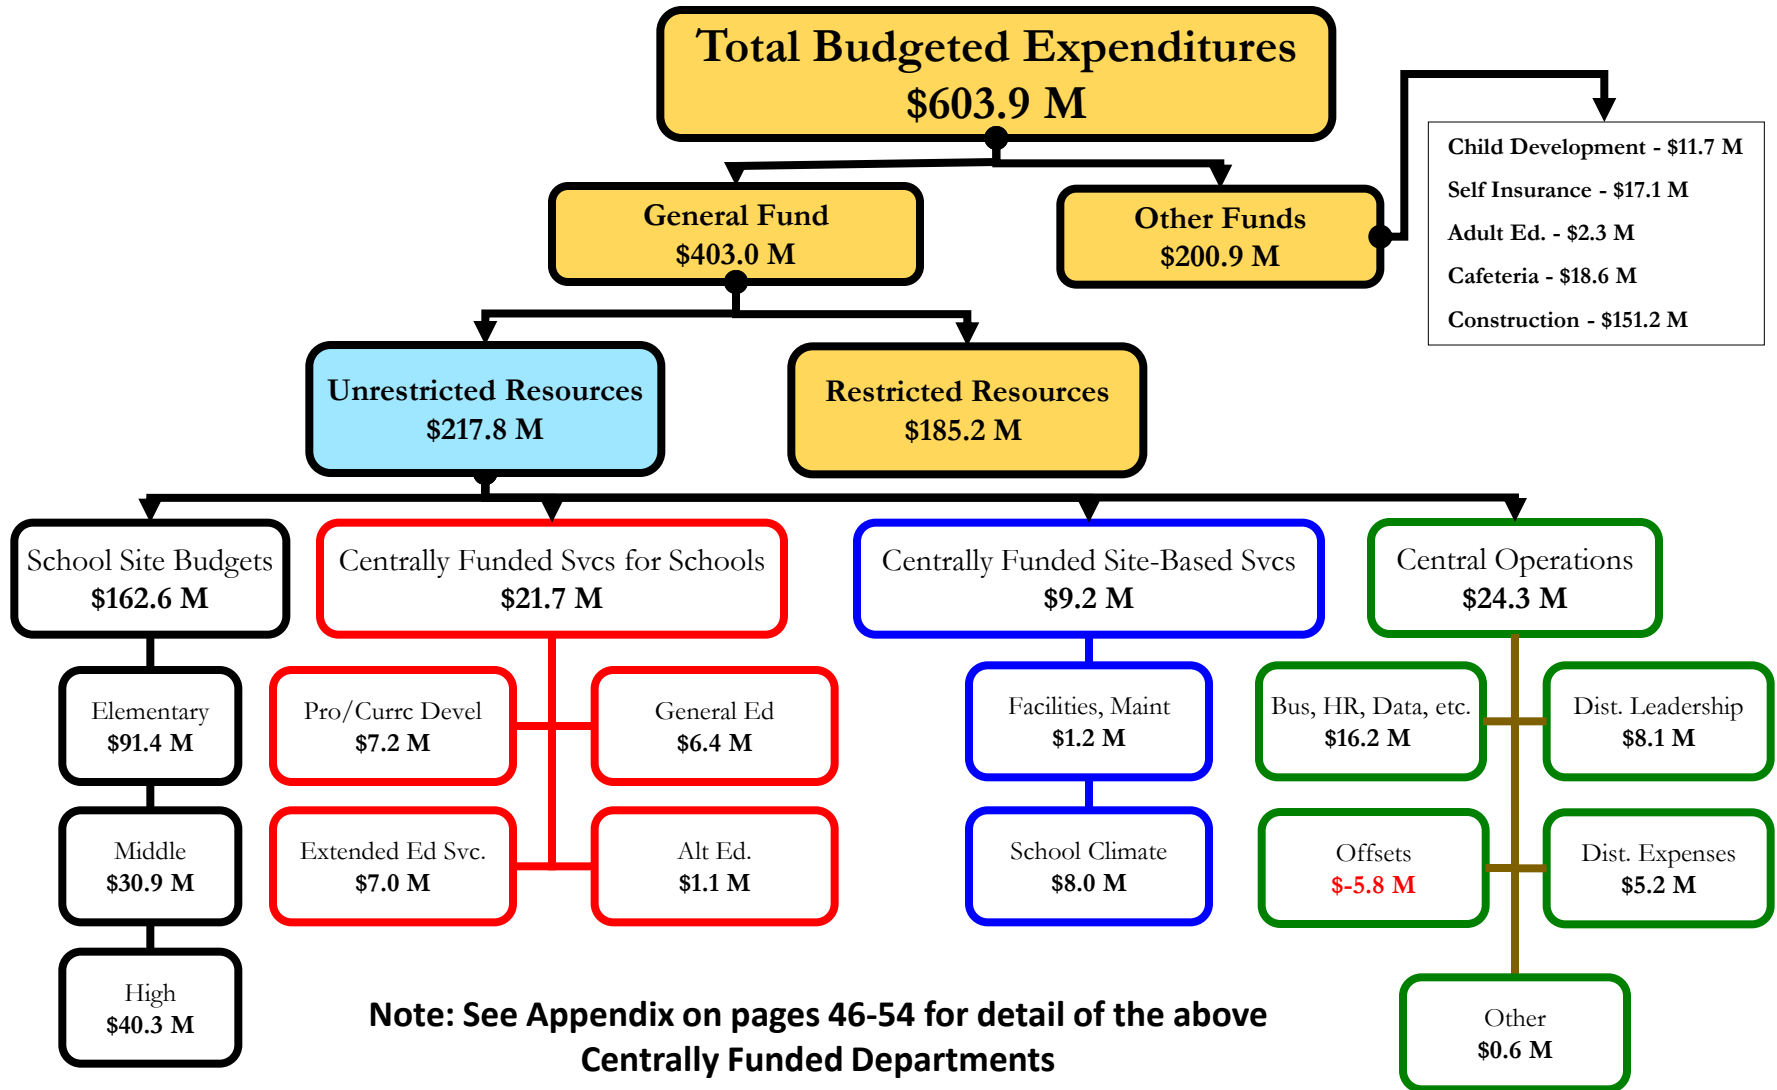 Total Budgeted Expenditures
$603.9 M
Child Development - $11.7 M
Self Insurance - $17.1 M
Adult Ed. - $2.3 M
Cafeteria - $18.6 M
Construction - $151.2 M
General Fund
$403.0 M
Other Funds
$200.9 M
Unrestricted Resources
$217.8 M
Restricted Resources
$185.2 M
School Site Budgets
$162.6 M
Centrally Funded Svcs for Schools
$21.7 M
Centrally Funded Site-Based Svcs
$9.2 M
Central Operations
$24.3 M
Elementary
$91.4 M
Pro/Currc Devel
$7.2 M
General Ed
$6.4 M
Facilities, Maint
$1.2 M
Bus, HR, Data, etc.
$16.2 M
Dist. Leadership
$8.1 M
Middle
$30.9 M
Extended Ed Svc.
$7.0 M
Alt Ed.
$1.1 M
School Climate
$8.0 M
Offsets
$-5.8 M
Dist. Expenses
$5.2 M
High
$40.3 M
Other
$0.6 M
Note: See Appendix on pages 46-54 for detail of the above
Centrally Funded Departments